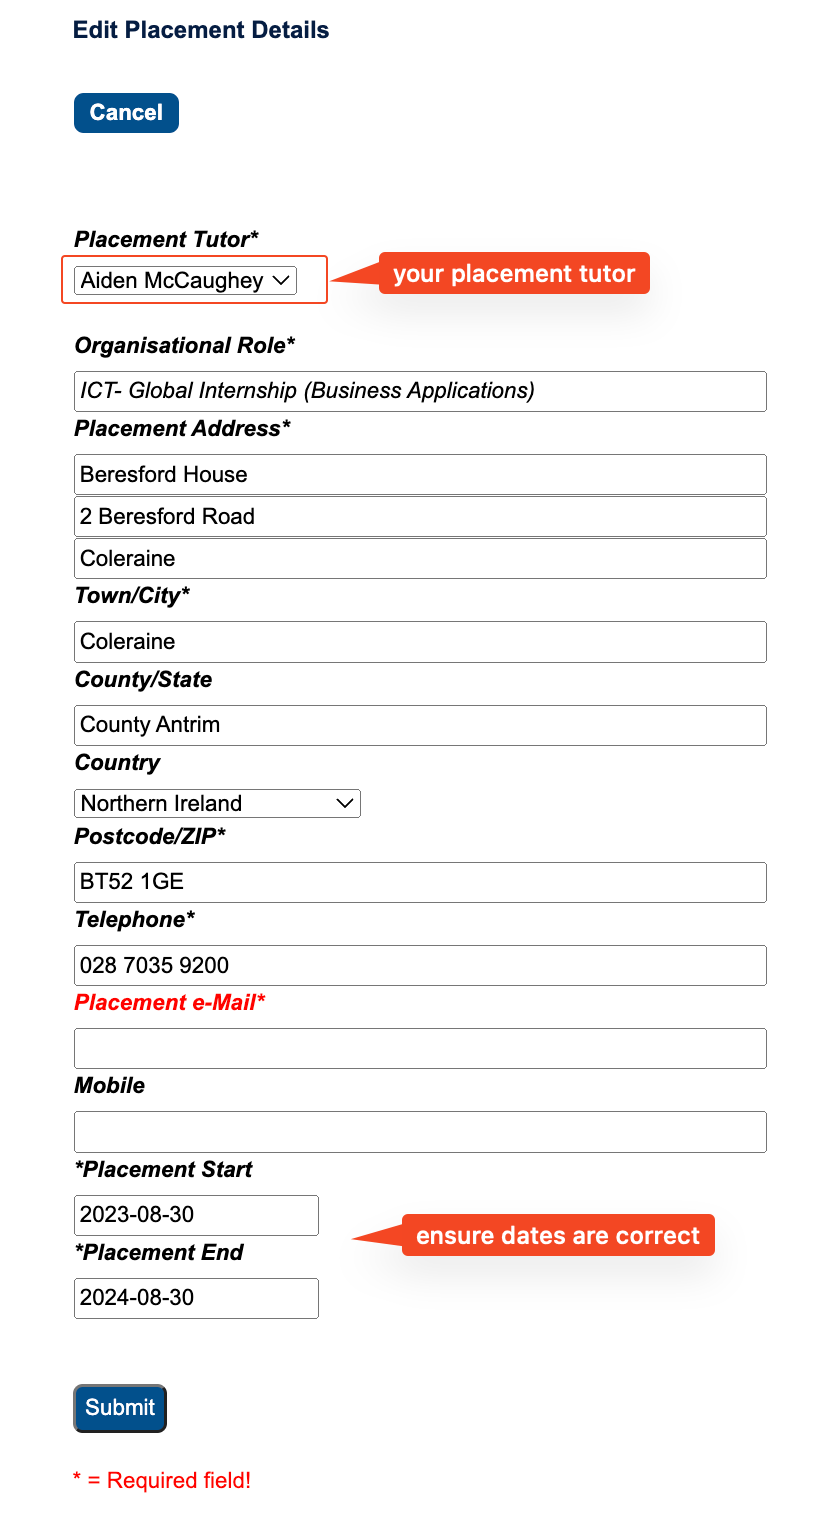 Edit Placement Details
Cancel
Placement Tutor*
Aiden McCaughey
your placement tutor
Organisational Role*
ICT- Global Internship (Business Applications)
Placement Address*
Beresford House
2 Beresford Road
Coleraine
Town/City*
Coleraine
County/State
County Antrim
Country
Northern Ireland
Postcode/ZIP*
BT52 1GE
Telephone*
028 7035 9200
Placement e-Mail*
Mobile
*Placement Start
2023-08-30
ensure dates are correct
*Placement End
2024-08-30
Submit
* = Required field!